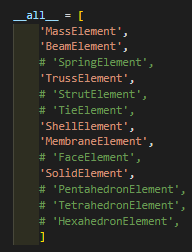 __all__ = [
    'MassElement',
    'BeamElement',
    # 'SpringElement',
    'TrussElement',
    # 'StrutElement',
    # 'TieElement',
    'ShellElement',
    'MembraneElement',
    # 'FaceElement',
    'SolidElement',
    # 'PentahedronElement',
    # 'TetrahedronElement',
    # 'HexahedronElement',
    ]